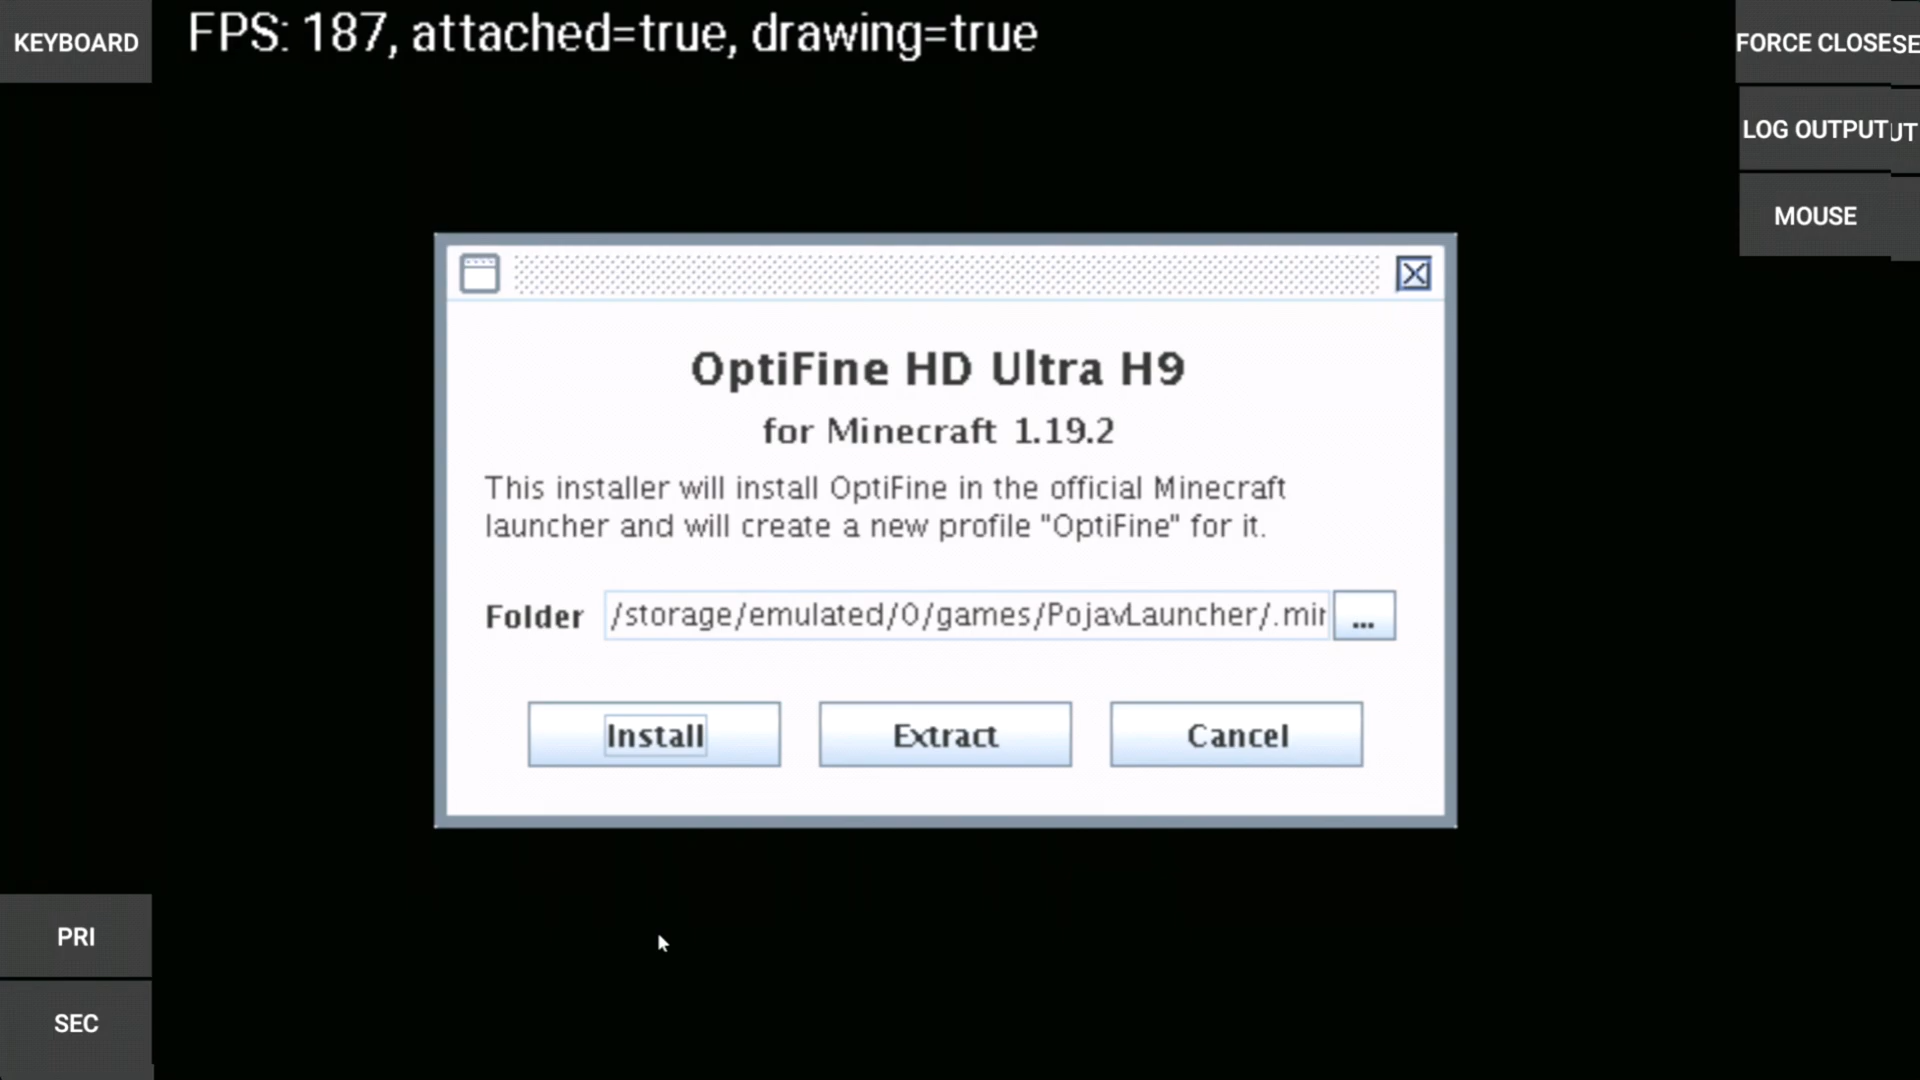 KEYBOARD
FPS: 187, attached=true, drawing=true
FORCE CLOSESE
LOG OUTPUTUT
MOUSE
OptiFine HD Ultra H9
for Minecraft 1.19.2
This installer will install OptiFine in the official Minecraft
launcher and will create a new profile "OptiFine" for it.
Folder /storage/emulated/0/games/PojavLauncher/.min ...
Install Extract Cancel
PRI
SEC